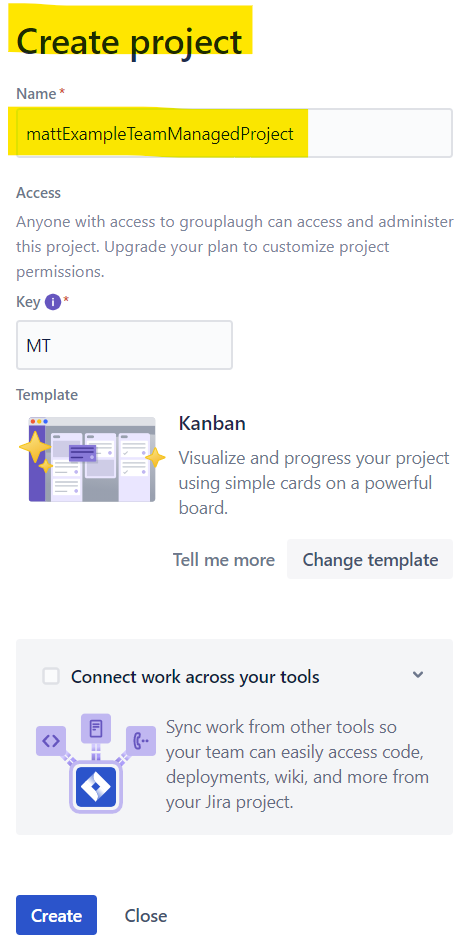 Create project
Name *
mattExampleTeamManagedProject
Access
Anyone with access to grouplaugh can access and administer
this project. Upgrade your plan to customize project
permissions.
Key i *
MT
Template
Kanban
Visualize and progress your project
using simple cards on a powerful
board.
Tell me more Change template
Connect work across your tools
Sync work from other tools so
your team can easily access code,
deployments, wiki, and more from
your Jira project.
Create Close